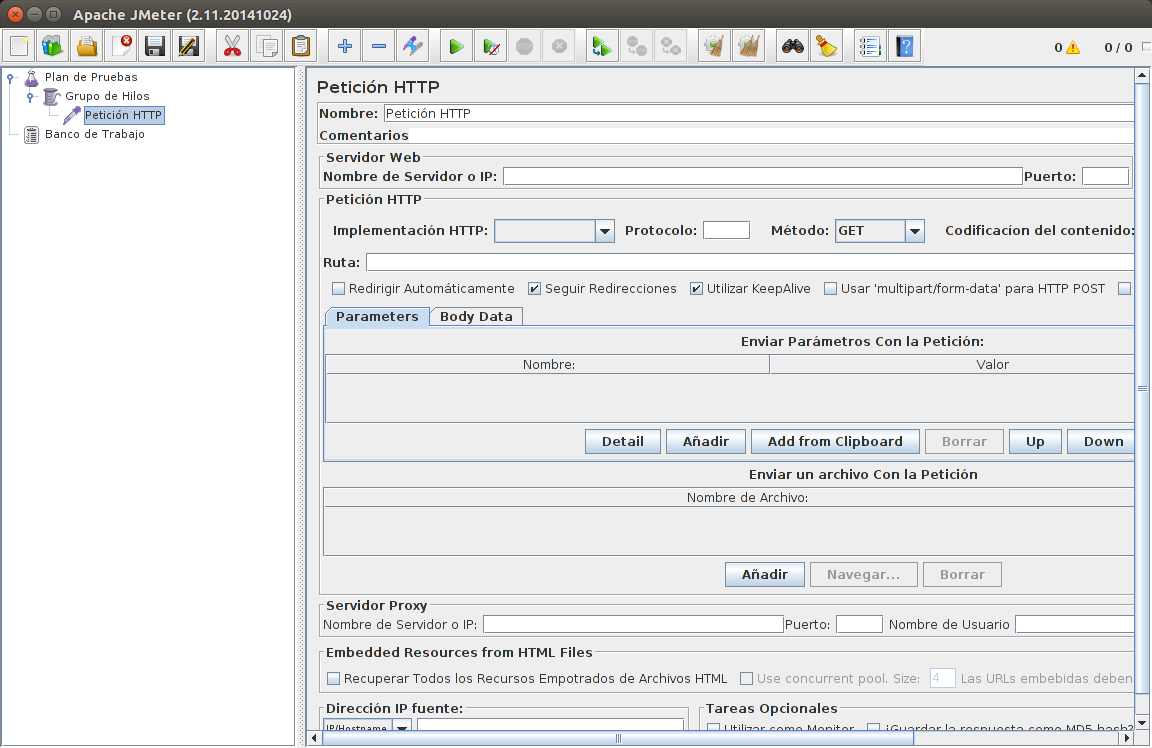 Apache JMeter (2.11.20141024)
0 0 / 0
Plan de Pruebas
Grupo de Hilos
Petición HTTP
Banco de Trabajo
Petición HTTP
Nombre: Petición HTTP
Comentarios
Servidor Web
Nombre de Servidor o IP: Puerto:
Petición HTTP
Implementación HTTP: Protocolo: Método: GET Codificacíon del contenido:
Ruta:
Redirigir Automáticamente Seguir Redirecciones Utilizar KeepAlive Usar 'multipart/form-data' para HTTP POST
Parameters Body Data
Enviar Parámetros Con la Petición:
Nombre: Valor
Detail Añadir Add from Clipboard Borrar Up Down
Enviar un archivo Con la Petición
Nombre de Archivo:
Añadir Navegar... Borrar
Servidor Proxy
Nombre de Servidor o IP: Puerto: Nombre de Usuario
Embedded Resources from HTML Files
Recuperar Todos los Recursos Empotrados de Archivos HTML Use concurrent pool. Size: 4 Las URLs embebidas deben
Dirección IP fuente: Tareas Opcionales
IP/Hostname Utilizar como Monitor ¿Guardar la respuesta como MD5 hash?